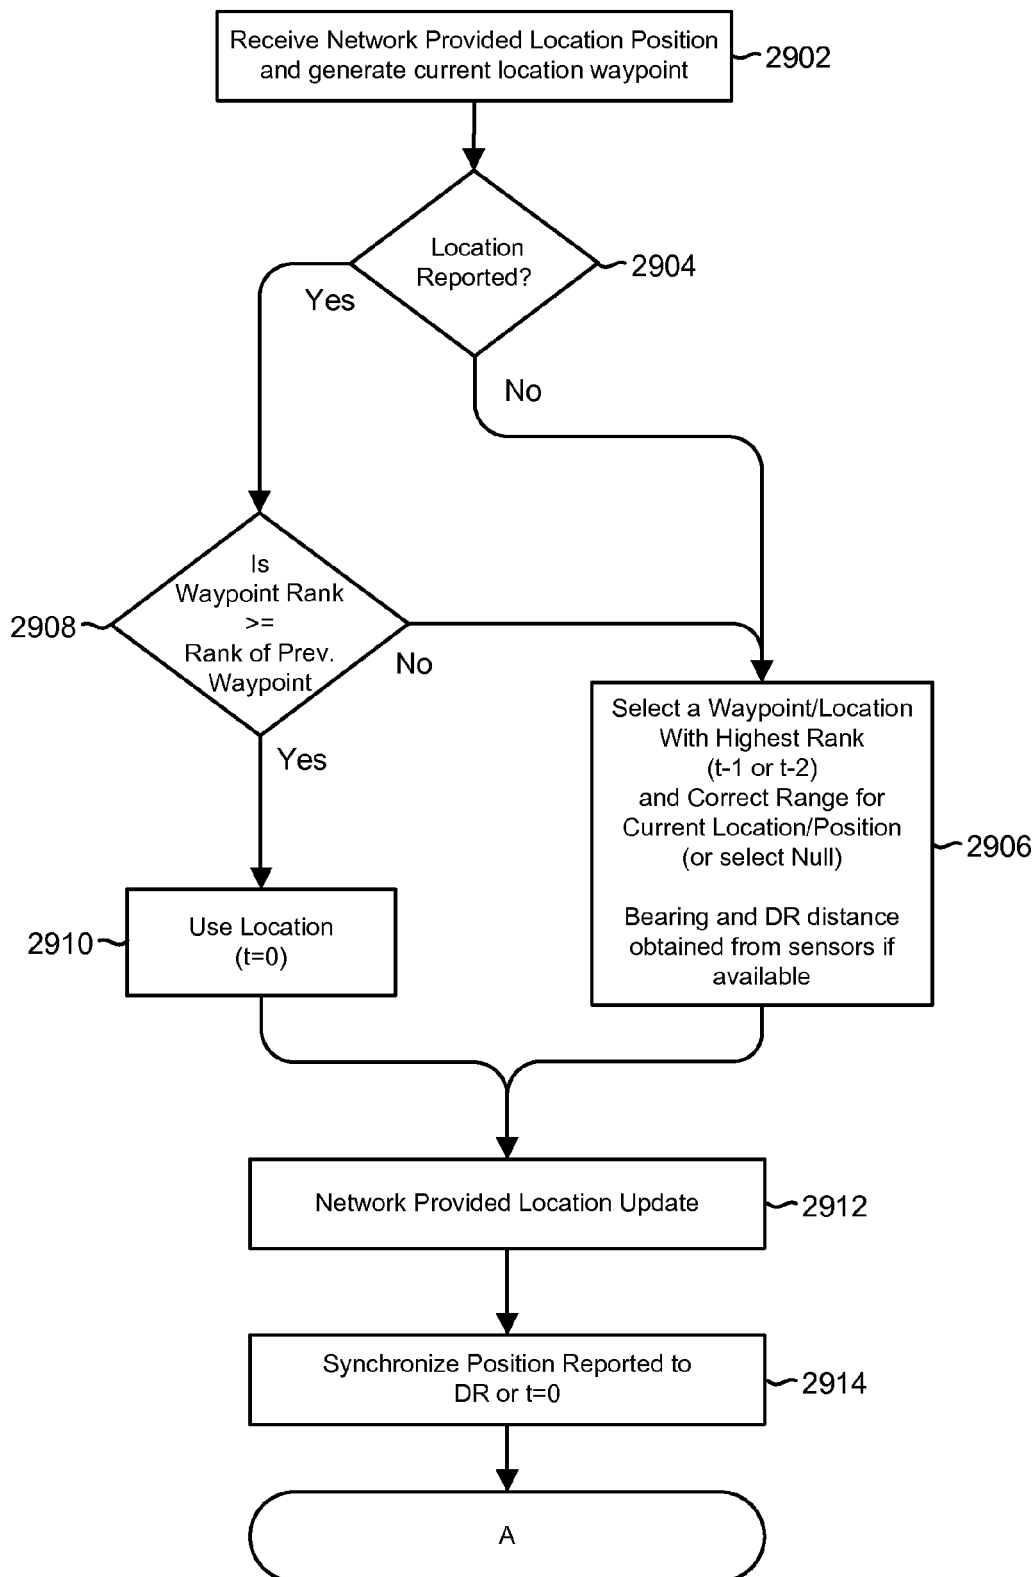 Receive Network Provided Location Position
and generate current location waypoint
2902
Location
Reported?
2904
Yes
No
Is
Waypoint Rank
>=
Rank of Prev.
Waypoint
2908
No
Yes
Select a Waypoint/Location
With Highest Rank
(t-1 or t-2)
and Correct Range for
Current Location/Position
(or select Null)
Bearing and DR distance
obtained from sensors if
available
2906
Use Location
(t=0)
2910
Network Provided Location Update
2912
Synchronize Position Reported to
DR or t=0
2914
A